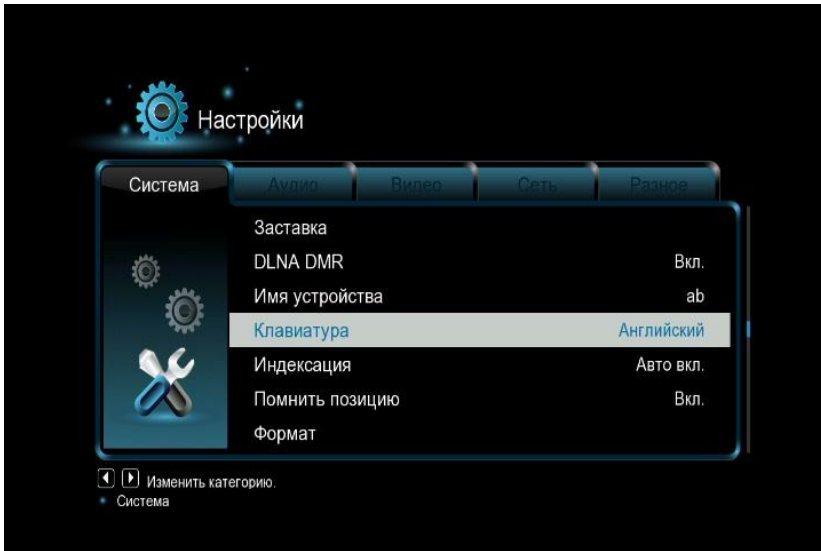 Настройки
Система Аудио Видео Сеть Разное
Заставка
DLNA DMR Вкл.
Имя устройства ab
Клавиатура Английский
Индексация Авто вкл.
Помнить позицию Вкл.
Формат
Изменить категорию.
Система